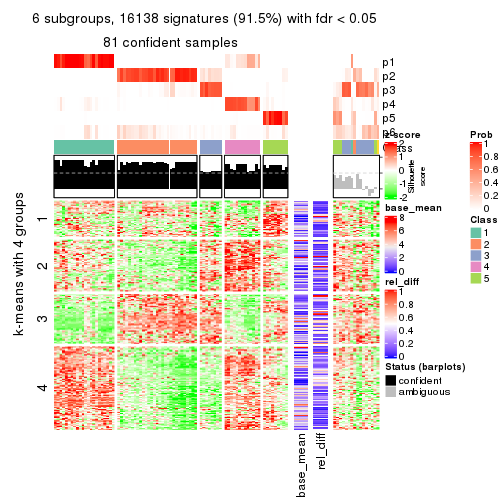 6 subgroups, 16138 signatures (91.5%) with fdr < 0.05
81 confident samples
p1
p2
p3
p4
p5
p6
Class
Silhouette
score
k-means with 4 groups
1
2
3
4
base_mean
rel_diff
z-score
2
1
0
-1
-2
base_mean
8
6
4
2
0
rel_diff
1
0.8
0.6
0.4
0.2
0
Status (barplots)
confident
ambiguous
Prob
1
0.8
0.6
0.4
0.2
0
Class
1
2
3
4
5